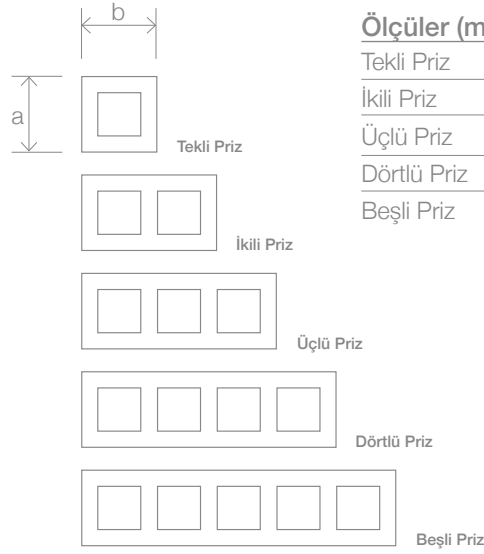 b
a
Tekli Priz
İkili Priz
Üçlü Priz
Dörtlü Priz
Beşli Priz
Ölçüler (m
Tekli Priz
İkili Priz
Üçlü Priz
Dörtlü Priz
Beşli Priz